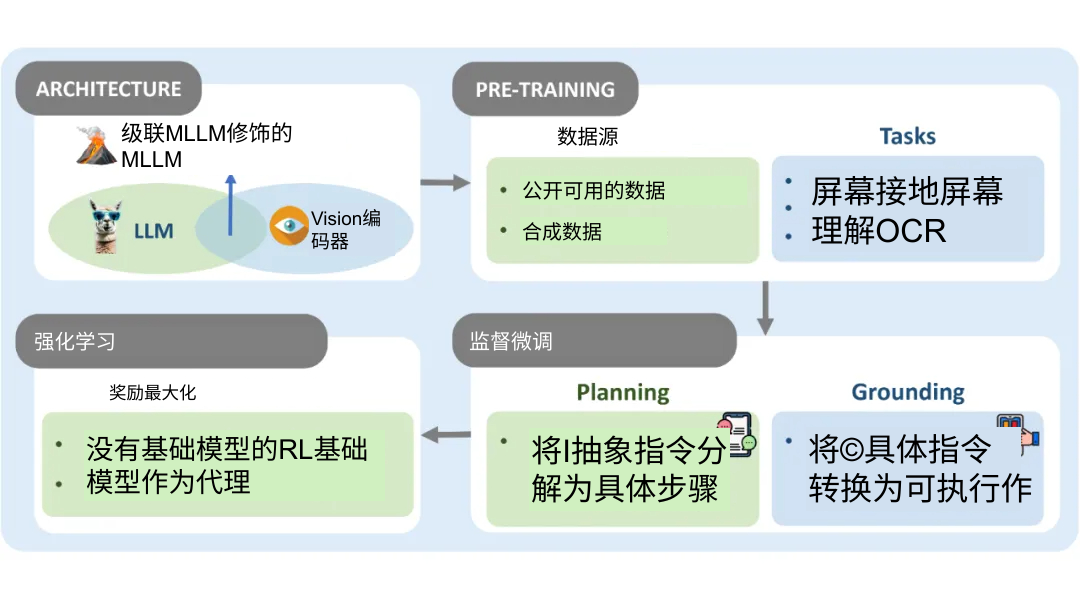 ARCHITECTURE
级联MLLM修饰的
MLLM
LLM
Vision编
码器
PRE-TRAINING
数据源
• 公开可用的数据
• 合成数据
Tasks
• 屏幕接地屏幕
• 理解OCR
强化学习
奖励最大化
• 没有基础模型的RL基础
• 模型作为代理
监督微调
Planning
• 将I抽象指令分
解为具体步骤
Grounding
• 将©具体指令
转换为可执行作